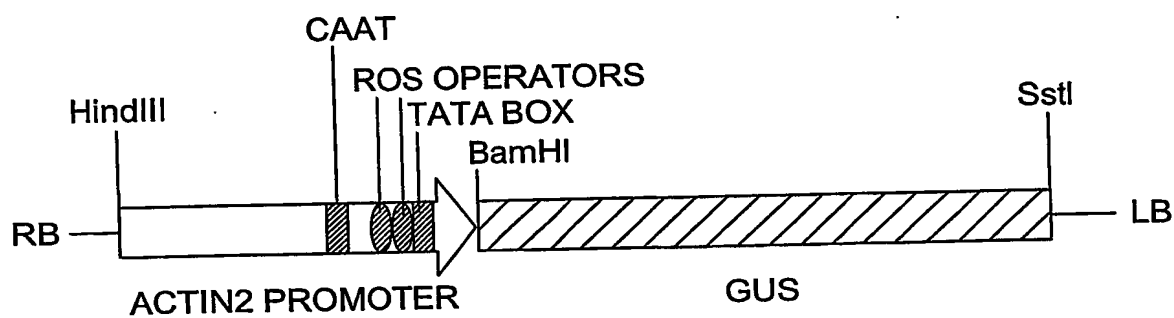 CAAT
ROS OPERATORS
HindIII
TATA BOX
SstI
BamHI
RB
LB
ACTIN2 PROMOTER
GUS